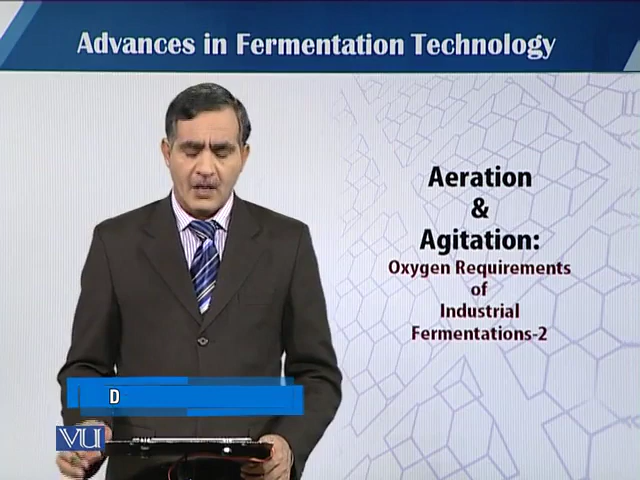 Advances in Fermentation Technology
Aeration
&
Agitation:
Oxygen Requirements
of
Industrial
Fermentations-2
D
VU